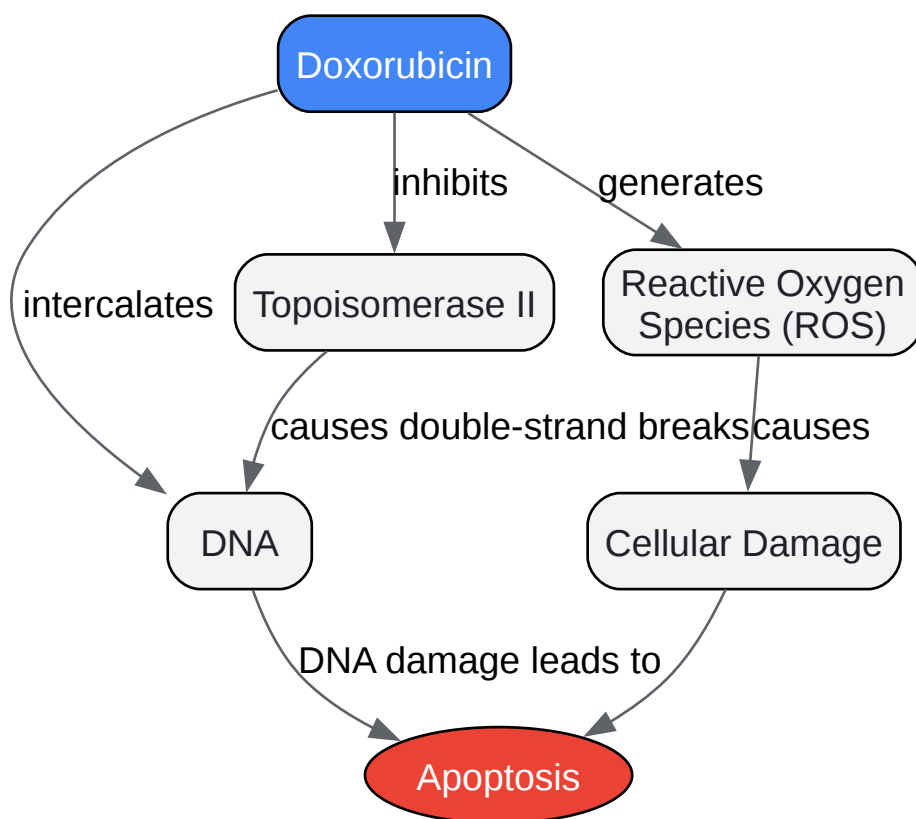 Doxorubicin
inhibits
generates
intercalates
Topoisomerase II
Reactive Oxygen
Species (ROS)
causes double-strand breaks
causes
DNA
Cellular Damage
DNA damage leads to
Apoptosis